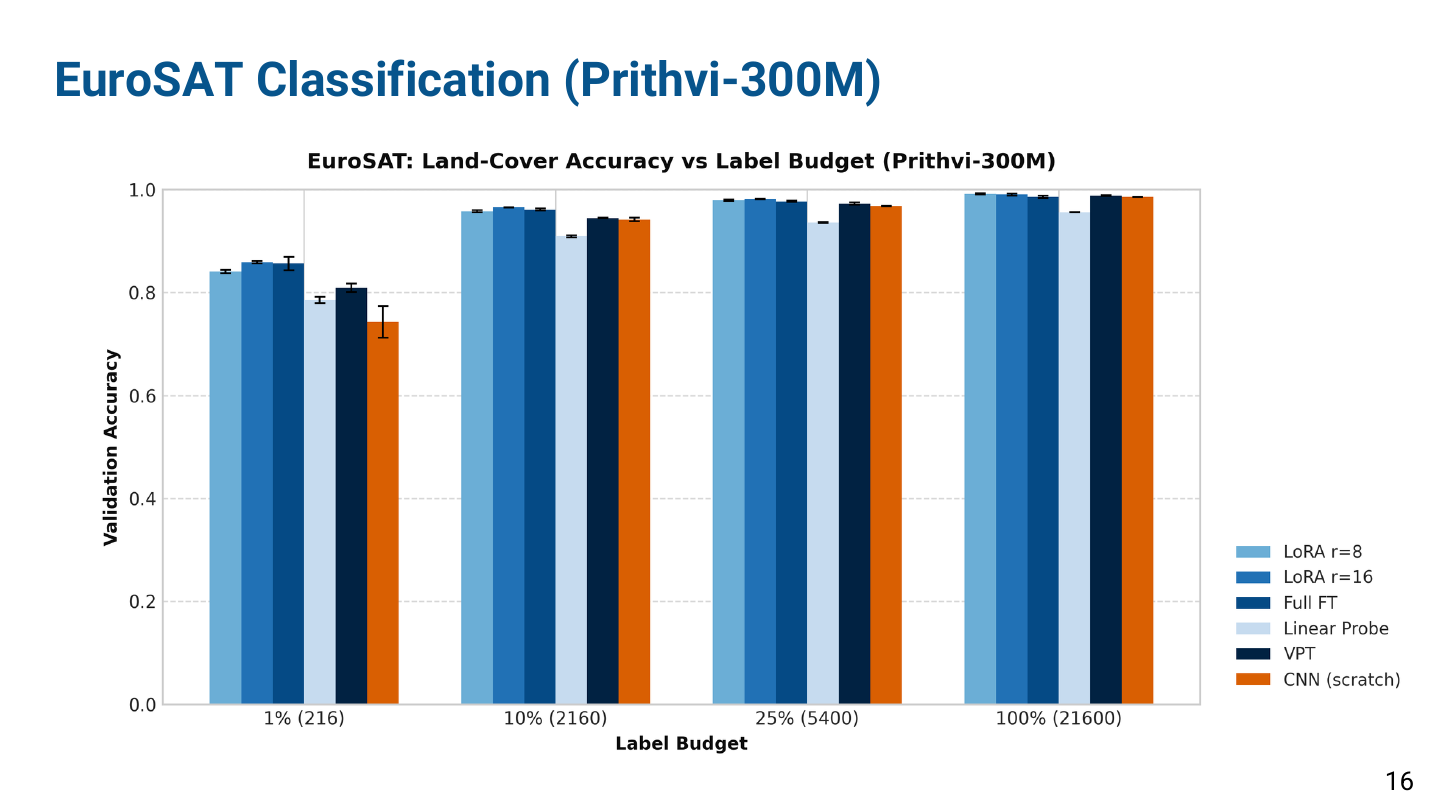 EuroSAT Classification (Prithvi-300M)
EuroSAT: Land-Cover Accuracy vs Label Budget (Prithvi-300M)
1.0
0.8
0.6
0.4
0.2
0.0
Validation Accuracy
1% (216)
10% (2160)
25% (5400)
100% (21600)
Label Budget
LoRA r=8
LoRA r=16
Full FT
Linear Probe
VPT
CNN (scratch)
16